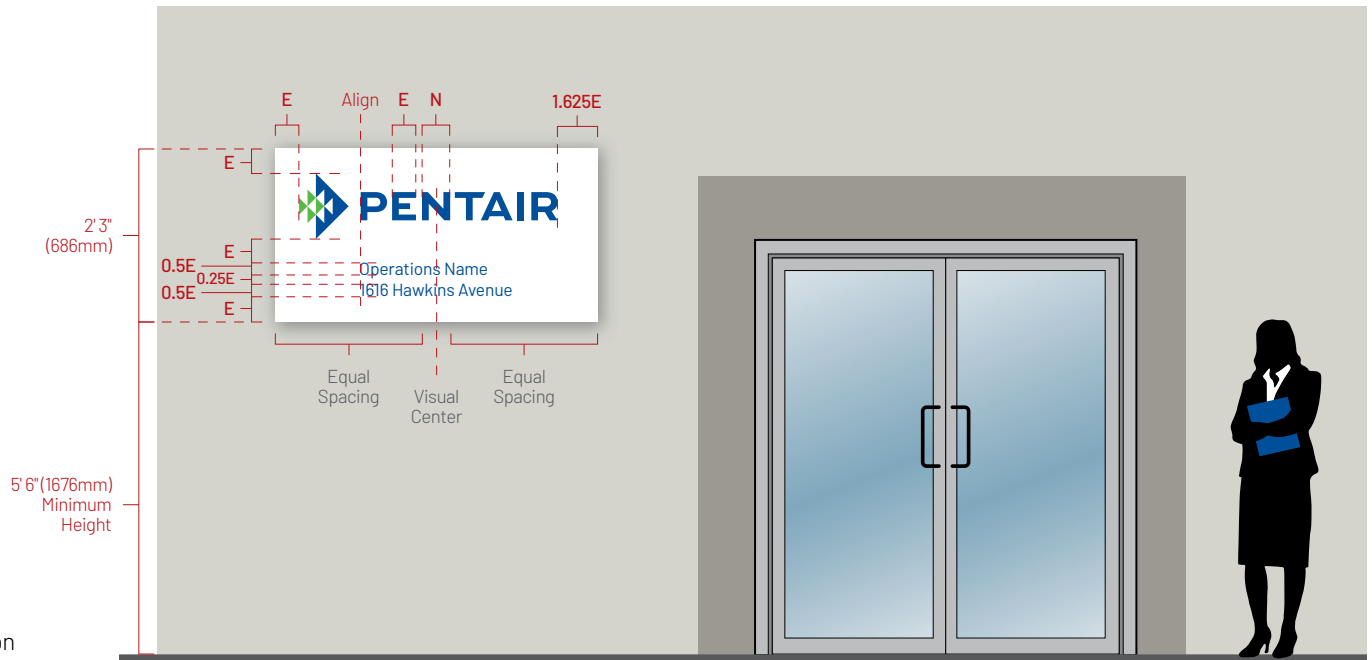 E Align E N 1.625E
E
PENTAIR
2' 3"
(686mm)
E
0.5E
0.25E
0.5E
E
Operations Name
1616 Hawkins Avenue
Equal
Spacing
Visual
Center
Equal
Spacing
5' 6"(1676mm)
Minimum
Height